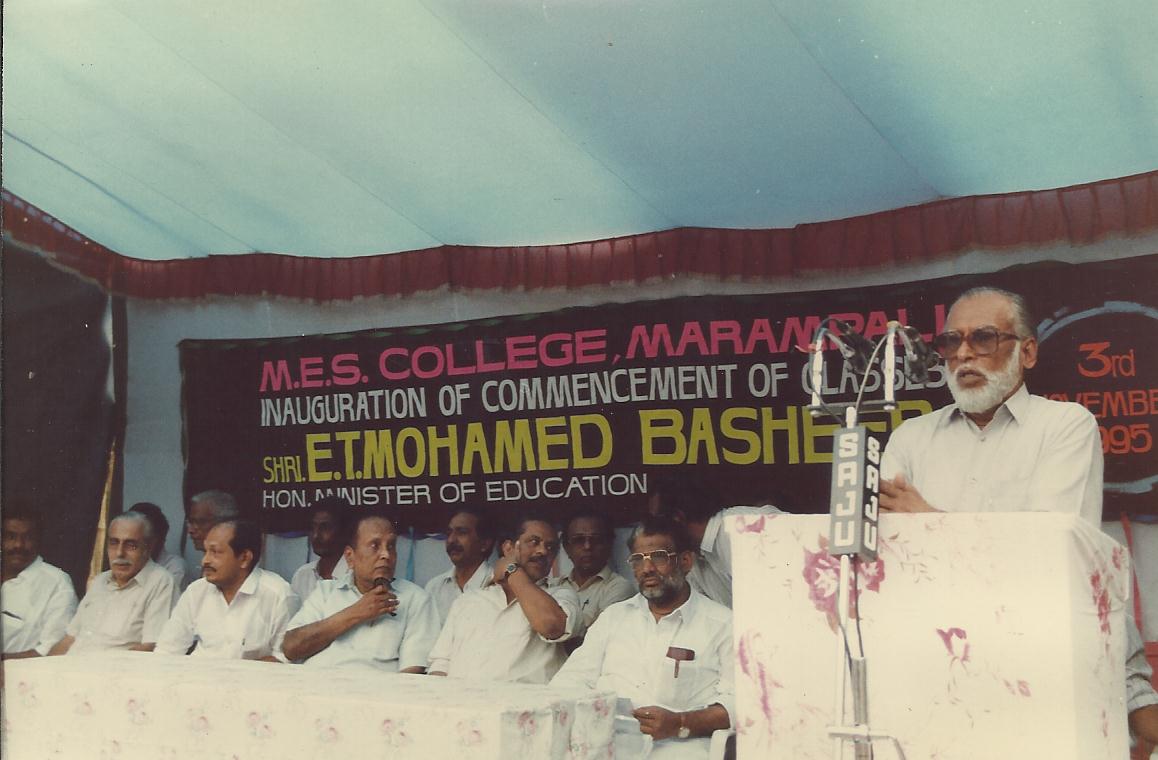 M.E.S. COLLEGE, MARAMPALLI
INAUGURATION OF COMMENCEMENT OF CLASSES
SHRI. E.T.MOHAMED BASHEER
HON. MINISTER OF EDUCATION
3rd
NOVEMBER
1995
SAJU
SAJU